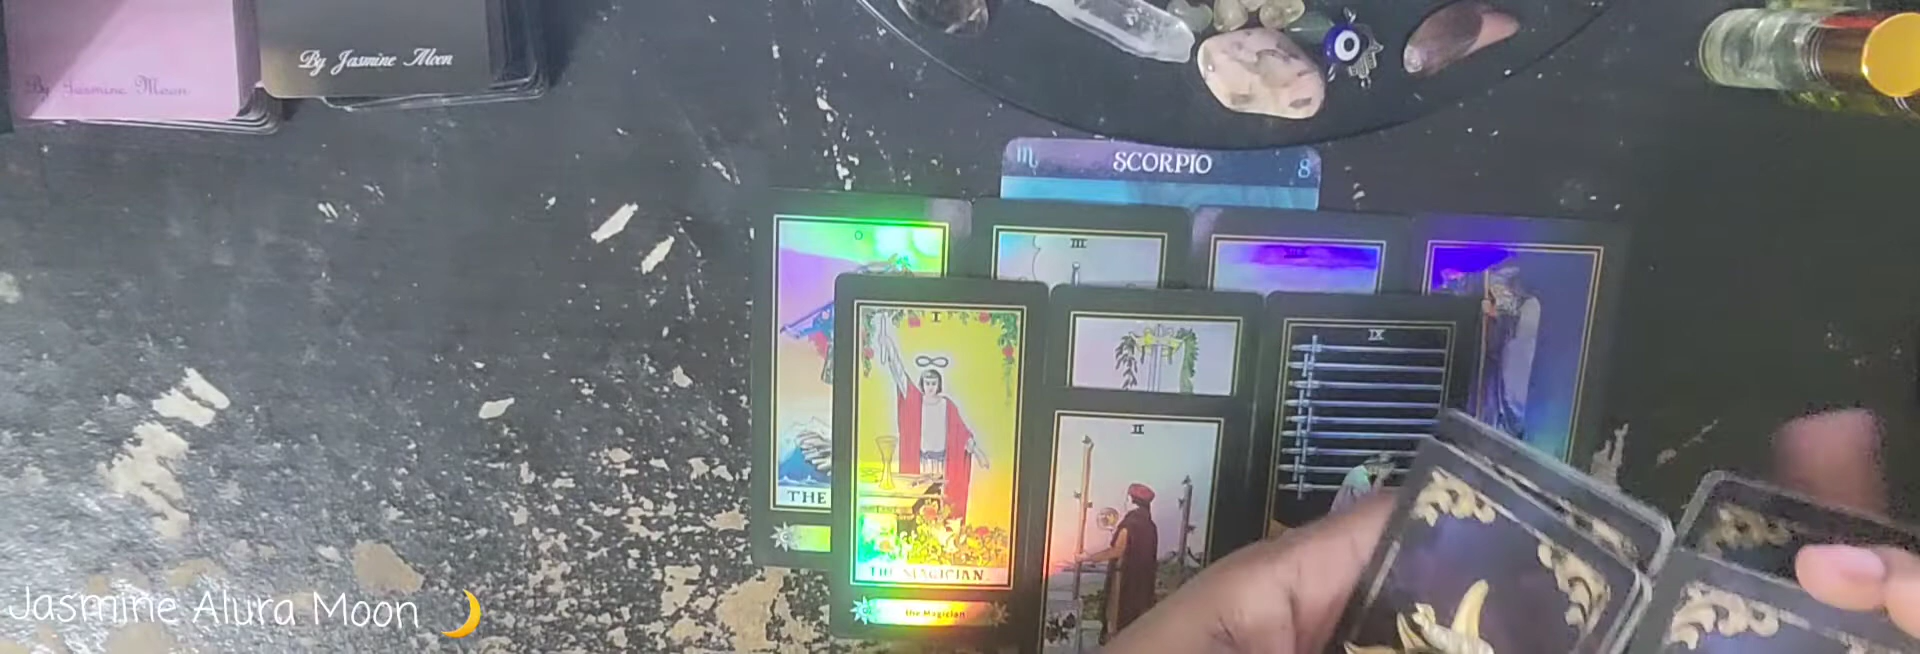 By Jasmine Moon
By Jasmine Moon
SCORPIO
8
0
III
I
IX
II
THE
THE MAGICIAN.
the Magician
Jasmine Alura Moon